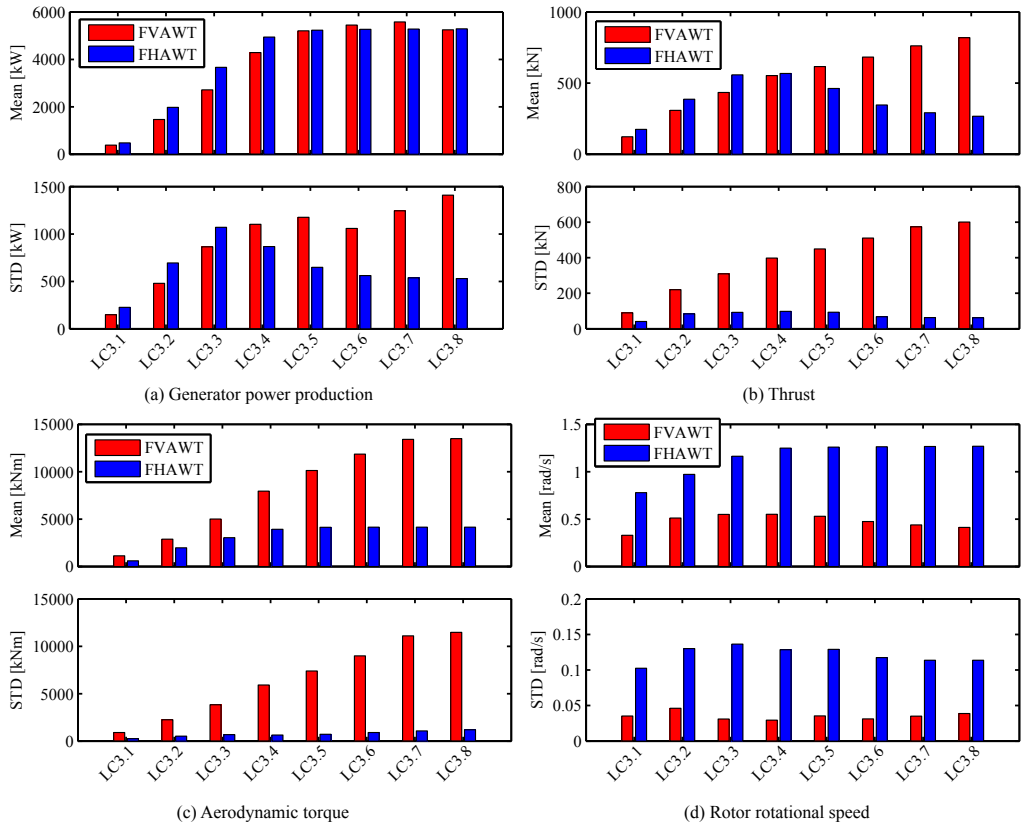 6000
4000
2000
0
Mean [kW]
FVAWT
FHAWT
1500
1000
500
0
STD [kW]
LC3.1
LC3.2
LC3.3
LC3.4
LC3.5
LC3.6
LC3.7
LC3.8
(a) Generator power production
1000
500
0
Mean [kN]
FVAWT
FHAWT
800
600
400
200
0
STD [kN]
LC3.1
LC3.2
LC3.3
LC3.4
LC3.5
LC3.6
LC3.7
LC3.8
(b) Thrust
15000
10000
5000
0
Mean [kNm]
FVAWT
FHAWT
15000
10000
5000
0
STD [kNm]
LC3.1
LC3.2
LC3.3
LC3.4
LC3.5
LC3.6
LC3.7
LC3.8
(c) Aerodynamic torque
1.5
1
0.5
0
Mean [rad/s]
FVAWT
FHAWT
0.2
0.15
0.1
0.05
0
STD [rad/s]
LC3.1
LC3.2
LC3.3
LC3.4
LC3.5
LC3.6
LC3.7
LC3.8
(d) Rotor rotational speed